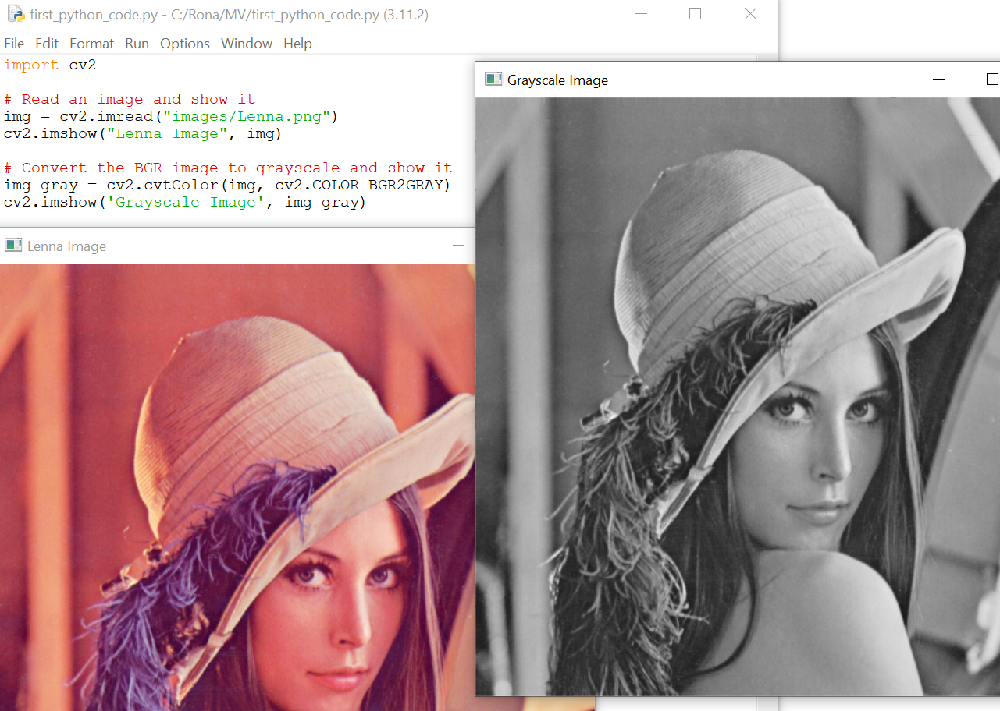 first_python_code.py - C:/Rona/MV/first_python_code.py (3.11.2)
File Edit Format Run Options Window Help
import cv2
# Read an image and show it
img = cv2.imread("images/Lenna.png")
cv2.imshow("Lenna Image", img)
# Convert the BGR image to grayscale and show it
img_gray = cv2.cvtColor(img, cv2.COLOR_BGR2GRAY)
cv2.imshow('Grayscale Image', img_gray)
Lenna Image
Grayscale Image